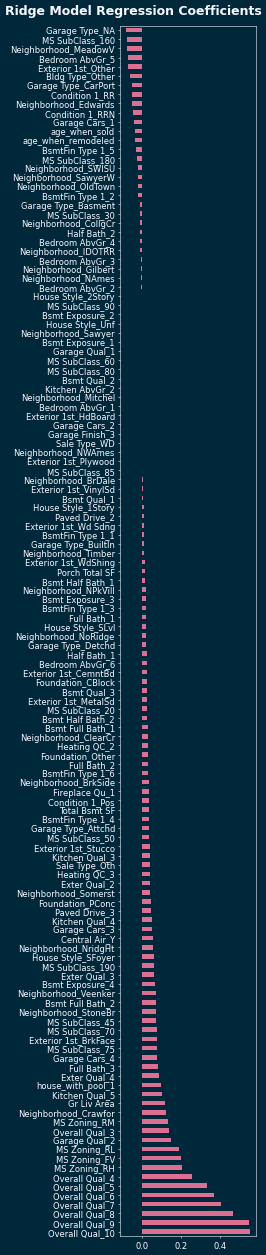 Ridge Model Regression Coefficients
Garage Type_NA
MS SubClass_160
Neighborhood_MeadowV
Bedroom AbvGr_5
Exterior 1st_Other
Bldg Type_Other
Garage Type_CarPort
Condition 1_RR
Neighborhood_Edwards
Condition 1_RRN
Garage Cars_1
age_when_sold
age_when_remodeled
BsmtFin Type 1_5
MS SubClass_180
Neighborhood_SWISU
Neighborhood_SawyerW
Neighborhood_OldTown
BsmtFin Type 1_2
Garage Type_Basment
MS SubClass_30
Neighborhood_CollgCr
Half Bath_2
Bedroom AbvGr_4
Neighborhood_IDOTRR
Bedroom AbvGr_3
Neighborhood_Gilbert
Neighborhood_NAmes
Bedroom AbvGr_2
House Style_2Story
MS SubClass_90
Bsmt Exposure_2
House Style_Unf
Neighborhood_Sawyer
Bsmt Exposure_1
Garage Qual_1
MS SubClass_60
MS SubClass_80
Bsmt Qual_2
Kitchen AbvGr_2
Neighborhood_Mitchel
Bedroom AbvGr_1
Exterior 1st_HdBoard
Garage Cars_2
Garage Finish_3
Sale Type_WD
Neighborhood_NWAmes
Exterior 1st_Plywood
MS SubClass_85
Neighborhood_BrDale
Exterior 1st_VinylSd
Bsmt Qual_1
House Style_1Story
Paved Drive_2
Exterior 1st_Wd Sdng
BsmtFin Type 1_1
Garage Type_BuiltIn
Neighborhood_Timber
Exterior 1st_WdShing
Porch Total SF
Bsmt Half Bath_1
Neighborhood_NPkVill
Bsmt Exposure_3
BsmtFin Type 1_3
Full Bath_1
House Style_SLvl
Neighborhood_NoRidge
Garage Type_Detchd
Half Bath_1
Bedroom AbvGr_6
Exterior 1st_CemntBd
Foundation_CBlock
Bsmt Qual_3
Exterior 1st_MetalSd
MS SubClass_20
Bsmt Half Bath_2
Bsmt Full Bath_1
Neighborhood_ClearCr
Heating QC_2
Foundation_Other
Full Bath_2
BsmtFin Type 1_6
Neighborhood_BrkSide
Fireplace Qu_1
Condition 1_Pos
Total Bsmt SF
BsmtFin Type 1_4
Garage Type_Attchd
MS SubClass_50
Exterior 1st_Stucco
Kitchen Qual_3
Sale Type_Oth
Heating QC_3
Exter Qual_2
Neighborhood_Somerst
Foundation_PConc
Paved Drive_3
Kitchen Qual_4
Garage Cars_3
Central Air_Y
Neighborhood_NridgHt
House Style_SFoyer
MS SubClass_190
Exter Qual_3
Bsmt Exposure_4
Neighborhood_Veenker
Bsmt Full Bath_2
Neighborhood_StoneBr
MS SubClass_45
MS SubClass_70
Exterior 1st_BrkFace
MS SubClass_75
Garage Cars_4
Full Bath_3
Exter Qual_4
house_with_pool_1
Kitchen Qual_5
Gr Liv Area
Neighborhood_Crawfor
MS Zoning_RM
Overall Qual_3
Garage Qual_2
MS Zoning_RL
MS Zoning_FV
MS Zoning_RH
Overall Qual_4
Overall Qual_5
Overall Qual_6
Overall Qual_7
Overall Qual_8
Overall Qual_9
Overall Qual_10
0.0 0.2 0.4